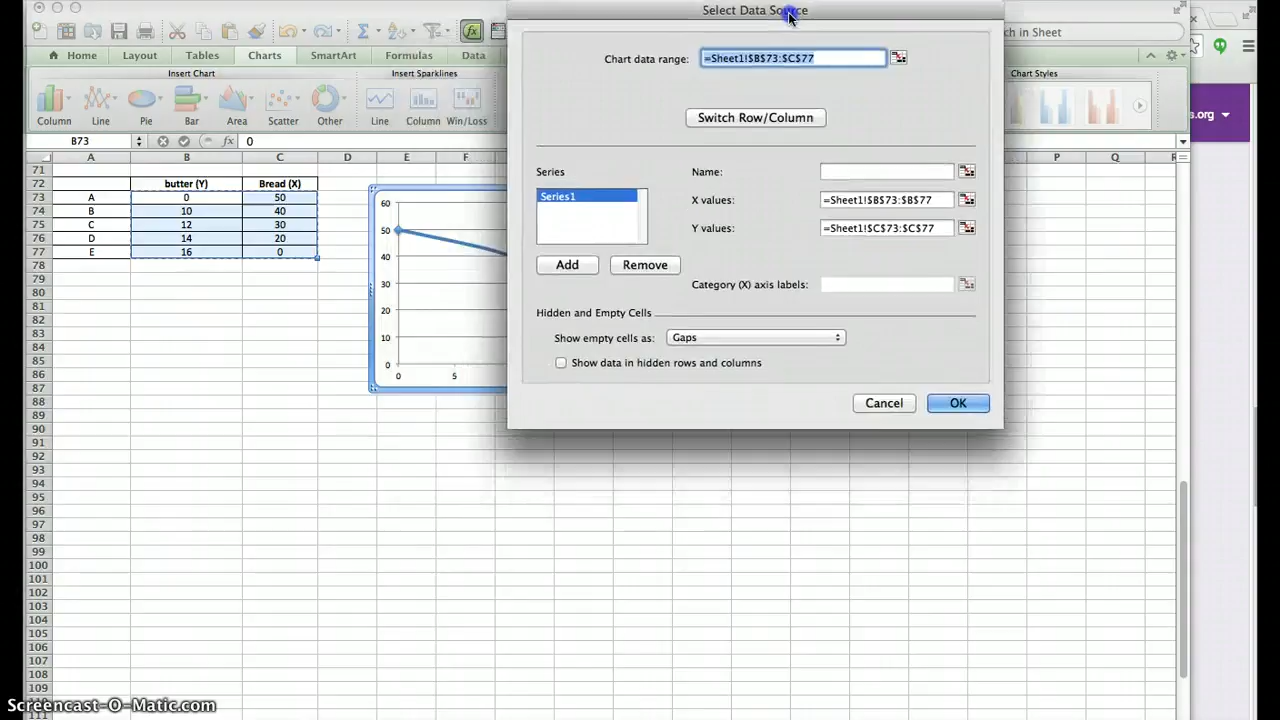 Select Data Source
ch in Sheet
Home Layout Tables Charts SmartArt Formulas Data
Insert Chart Insert Sparklines Chart Styles
Column Line Pie Bar Area Scatter Other Line Column Win/Loss
s.org
B73 fx 0
A B C D E F P Q R
71
72 butter (Y) Bread (X)
73 A 0 50
74 B 10 40
75 C 12 30
76 D 14 20
77 E 16 0
78
79
80
81
82
83
84
85
86
87
88
89
90
91
92
93
94
95
96
97
98
99
100
101
102
103
104
105
106
107
108
109
60
50
40
30
20
10
0
0 5
Chart data range: =Sheet1!$B$73:$C$77
Switch Row/Column
Series
Series1
Add Remove
Name:
X values: =Sheet1!$B$73:$B$77
Y values: =Sheet1!$C$73:$C$77
Category (X) axis labels:
Hidden and Empty Cells
Show empty cells as: Gaps
Show data in hidden rows and columns
Cancel OK
Screencast-O-Matic.com